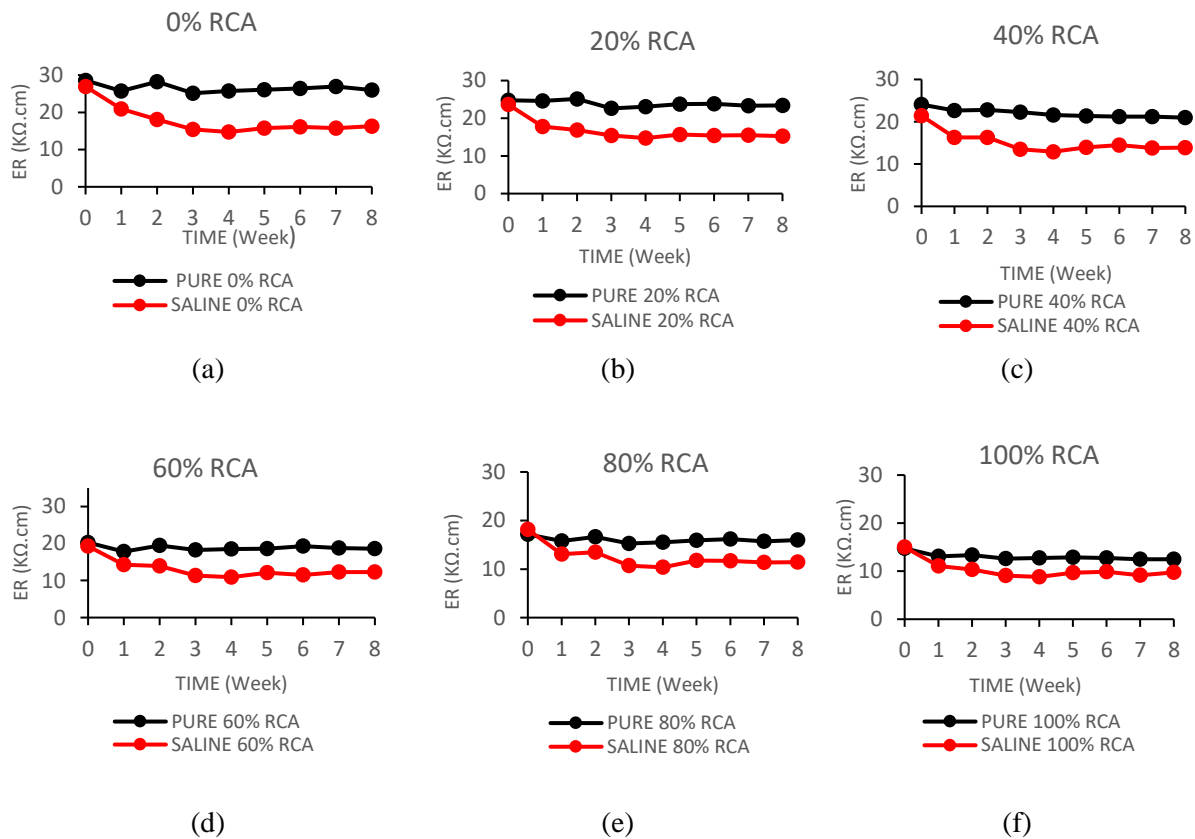 0% RCA
ER (KΩ.cm)
30
20
10
0
0 1 2 3 4 5 6 7 8
TIME (Week)
PURE 0% RCA
SALINE 0% RCA
(a)
20% RCA
ER (KΩ.cm)
30
20
10
0
0 1 2 3 4 5 6 7 8
TIME (Week)
PURE 20% RCA
SALINE 20% RCA
(b)
40% RCA
ER (KΩ.cm)
30
20
10
0
0 1 2 3 4 5 6 7 8
TIME (Week)
PURE 40% RCA
SALINE 40% RCA
(c)
60% RCA
ER (KΩ.cm)
30
20
10
0
0 1 2 3 4 5 6 7 8
TIME (Week)
PURE 60% RCA
SALINE 60% RCA
(d)
80% RCA
ER (KΩ.cm)
30
20
10
0
0 1 2 3 4 5 6 7 8
TIME (Week)
PURE 80% RCA
SALINE 80% RCA
(e)
100% RCA
ER (KΩ.cm)
30
20
10
0
0 1 2 3 4 5 6 7 8
TIME (Week)
PURE 100% RCA
SALINE 100% RCA
(f)